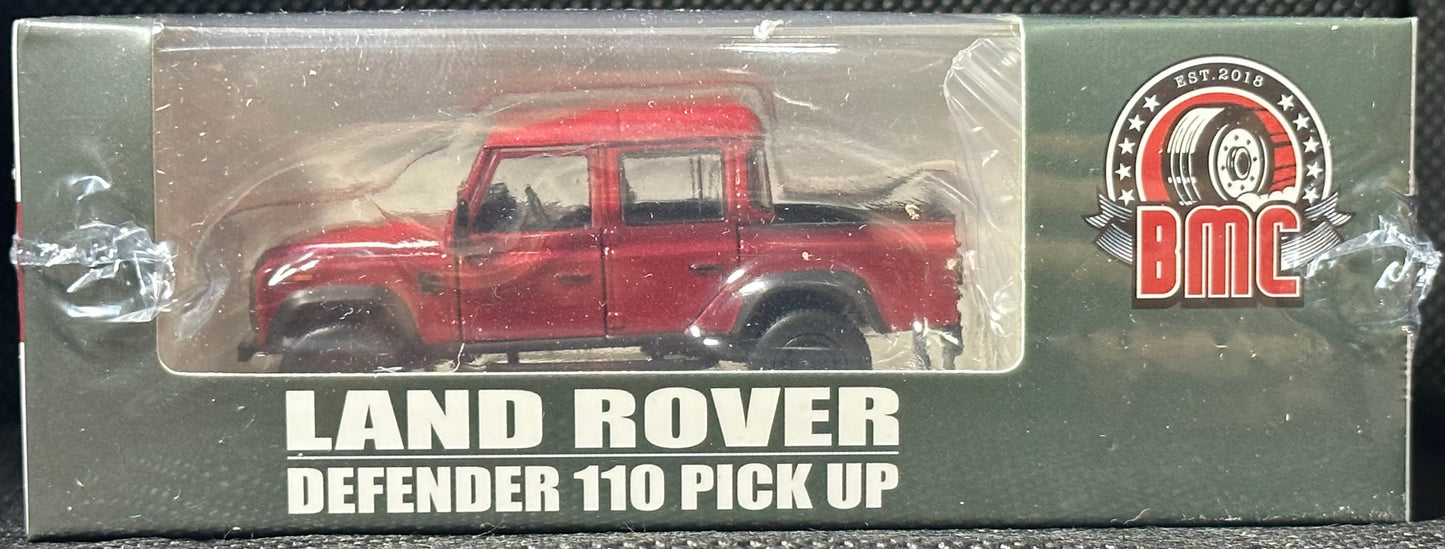 EST.2018
BMC
LAND ROVER
DEFENDER 110 PICK UP